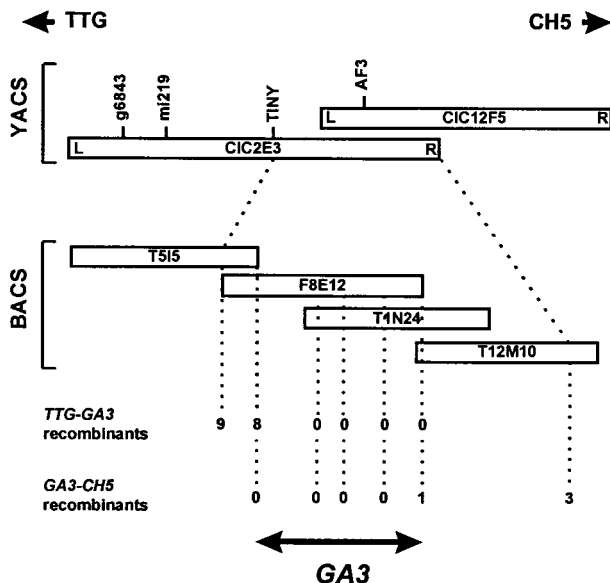 TTG
CH5
YACS
g6843
mi219
TINY
AF3
L
CIC12F5
R
L
CIC2E3
R
BACS
T5I5
F8E12
T1N24
T12M10
TTG-GA3
recombinants
9 8 0 0 0 0
GA3-CH5
recombinants
0 0 0 0 1 3
GA3